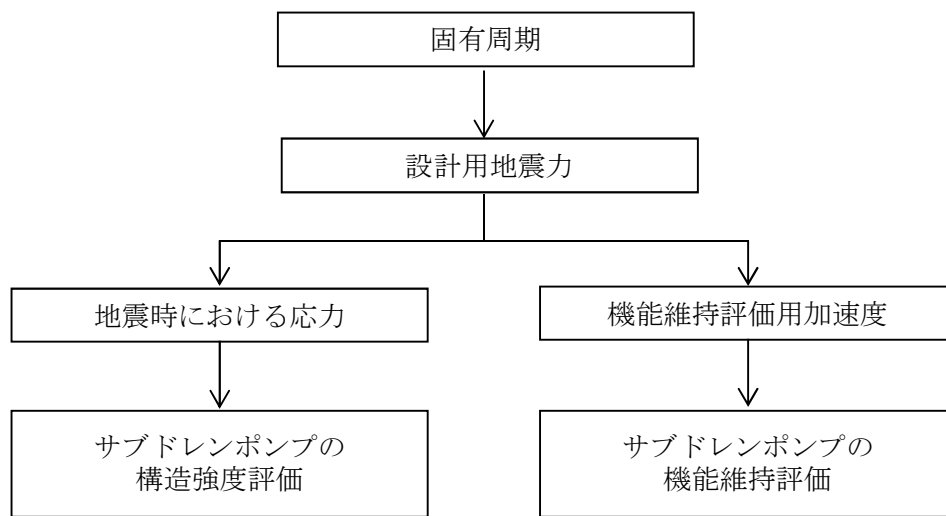 固有周期
設計用地震力
地震時における応力
機能維持評価用加速度
サブドレンポンプの
構造強度評価
サブドレンポンプの
機能維持評価